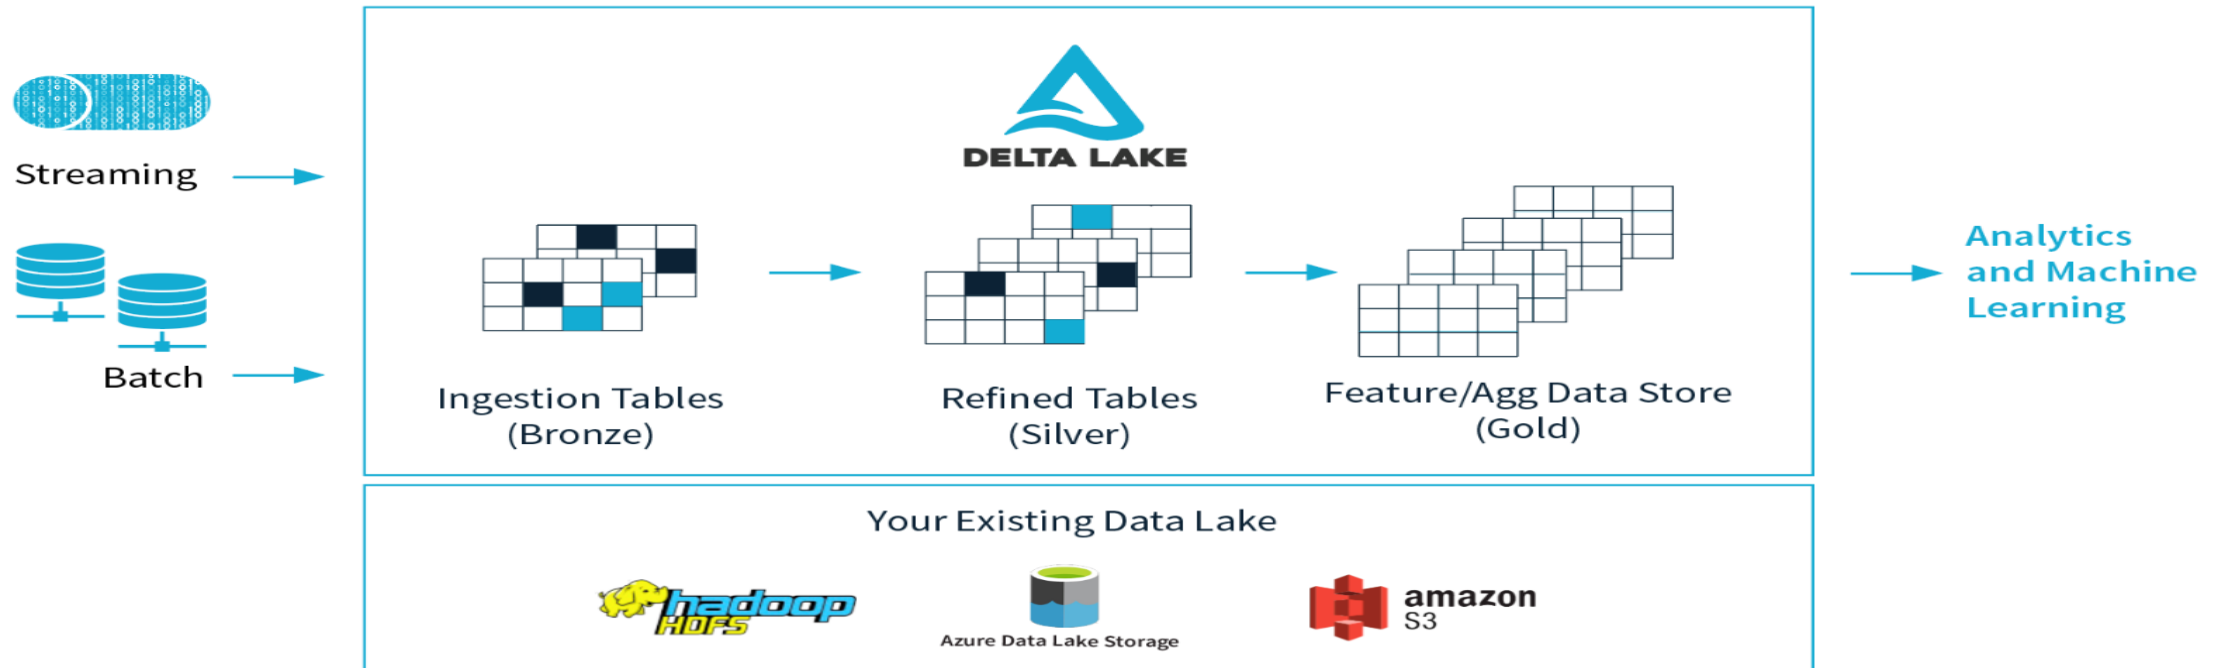 DELTA LAKE
Streaming
Batch
Ingestion Tables
(Bronze)
Refined Tables
(Silver)
Feature/Agg Data Store
(Gold)
Analytics
and Machine
Learning
Your Existing Data Lake
hadoop
HDFS
Azure Data Lake Storage
amazon
S3